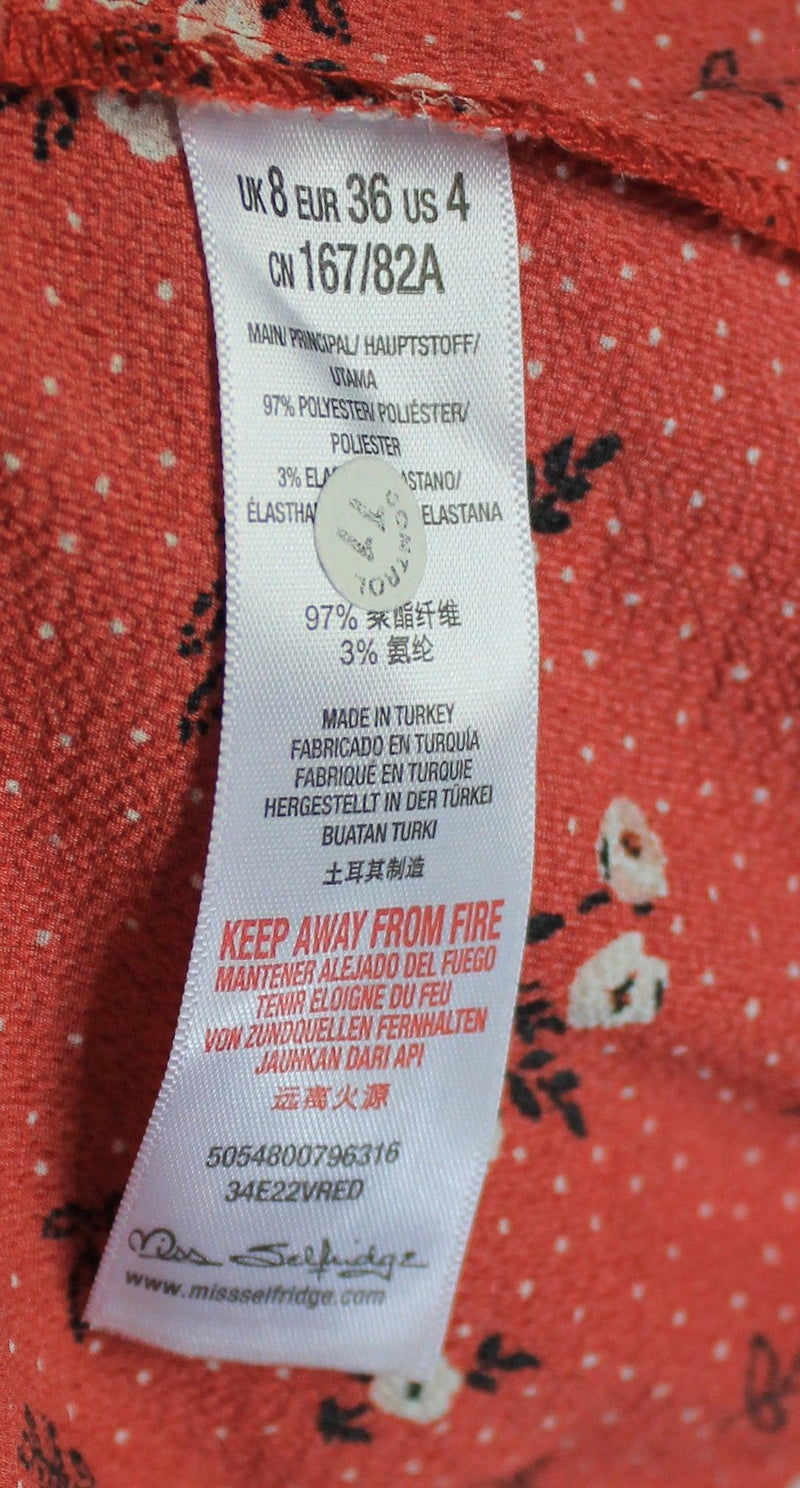 UK 8 EUR 36 US 4
CN 167/82A
MAIN/ PRINCIPAL/ HAUPTSTOFF/
UTAMA
97% POLYESTER/ POLIÉSTER/
POLIESTER
3% ELA ASTANO/
ÉLASTHA ELASTANA
CONTROL
97% 聚酯纤维
3% 氨纶
MADE IN TURKEY
FABRICADO EN TURQUÍA
FABRIQUÉ EN TURQUIE
HERGESTELLT IN DER TÜRKEI
BUATAN TURKI
土耳其制造
KEEP AWAY FROM FIRE
MANTENER ALEJADO DEL FUEGO
TENIR ELOIGNE DU FEU
VON ZUNDQUELLEN FERNHALTEN
JAUHKAN DARI API
远离火源
5054800796316
34E22VRED
Miss Selfridge
www.missselfridge.com